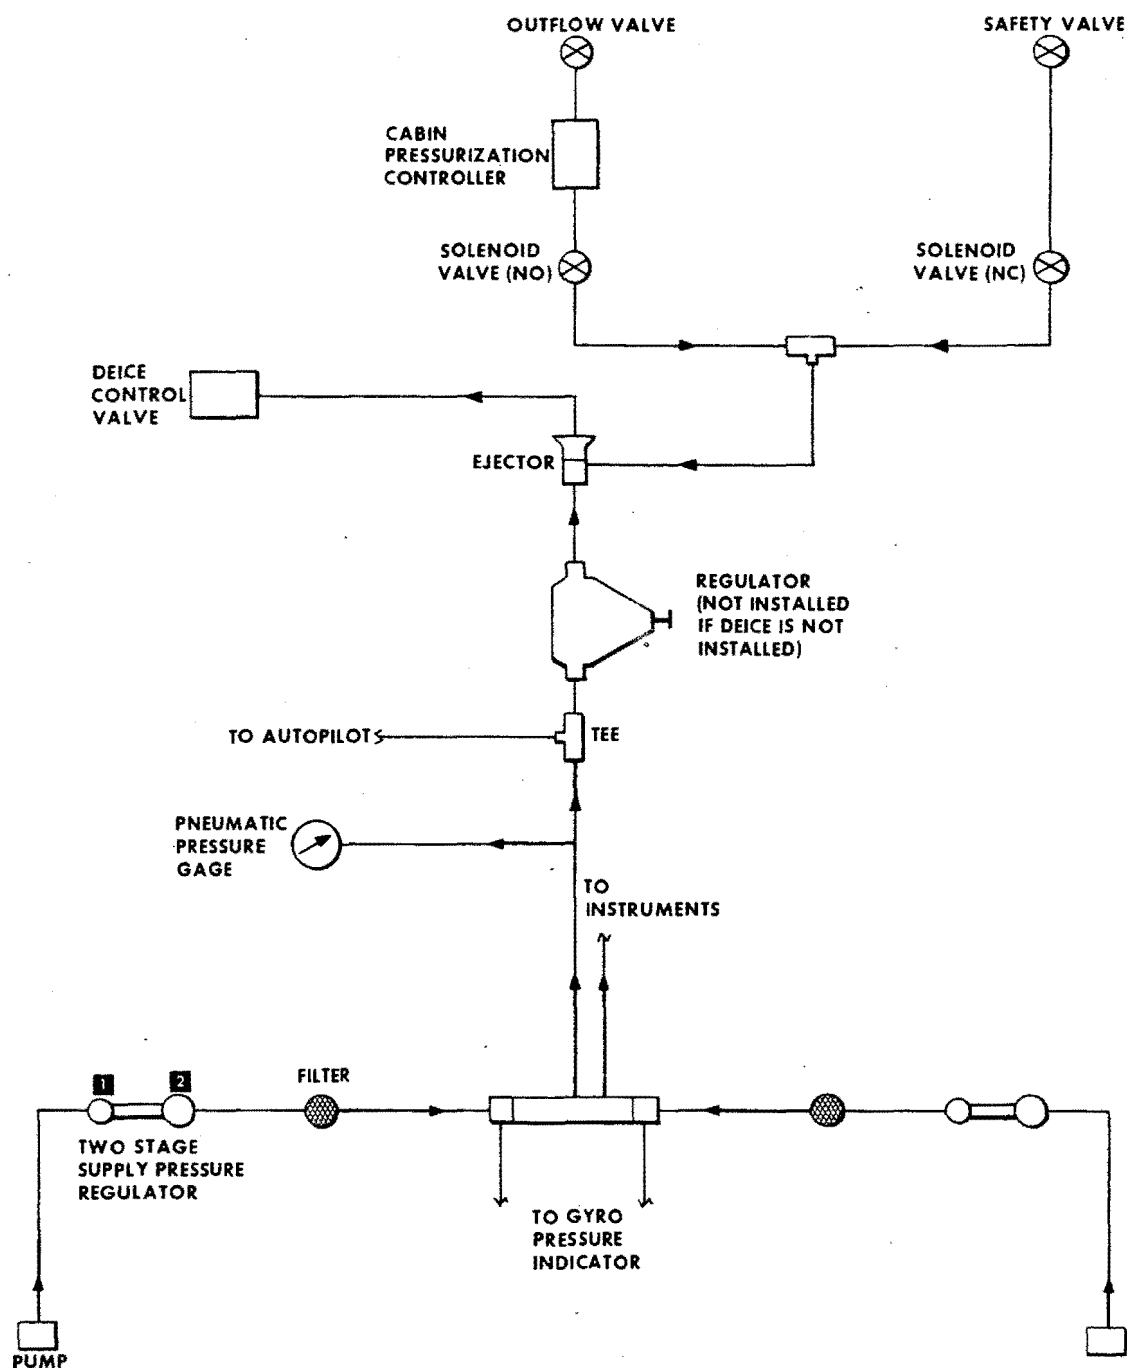 OUTFLOW VALVE
SAFETY VALVE
CABIN
PRESSURIZATION
CONTROLLER
SOLENOID
VALVE (NO)
SOLENOID
VALVE (NC)
DEICE
CONTROL
VALVE
EJECTOR
REGULATOR
(NOT INSTALLED
IF DEICE IS NOT
INSTALLED)
TO AUTOPILOT
TEE
PNEUMATIC
PRESSURE
GAGE
TO
INSTRUMENTS
1
2
FILTER
TWO STAGE
SUPPLY PRESSURE
REGULATOR
TO GYRO
PRESSURE
INDICATOR
PUMP